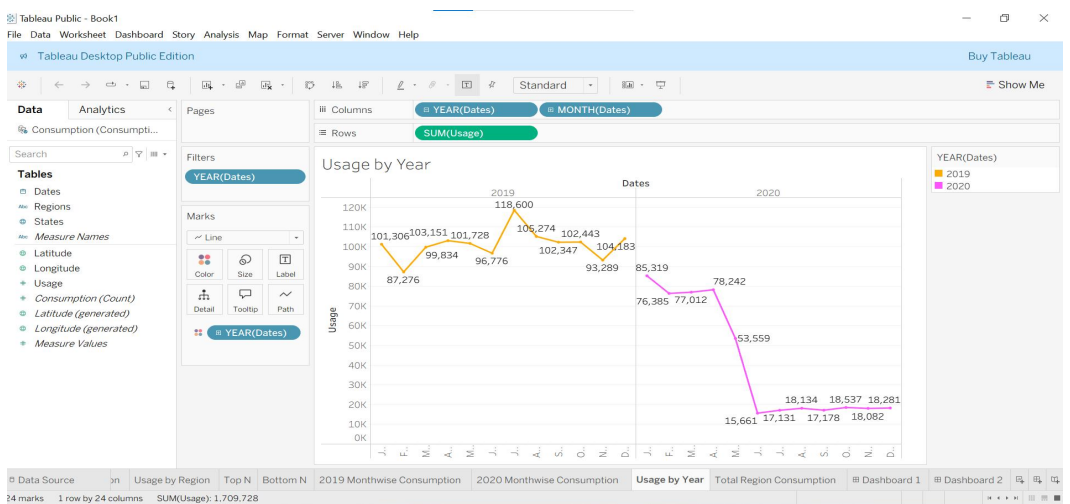 Tableau Public - Book1
File Data Worksheet Dashboard Story Analysis Map Format Server Window Help
Tableau Desktop Public Edition
Buy Tableau
Standard
Show Me
Data Analytics
Consumption (Consumpti...
Search
Tables
Dates
Abc Regions
States
Abc Measure Names
Latitude
Longitude
Usage
Consumption (Count)
Latitude (generated)
Longitude (generated)
Measure Values
Pages
Filters
YEAR(Dates)
Marks
Line
Color Size Label
Detail Tooltip Path
YEAR(Dates)
Columns YEAR(Dates) MONTH(Dates)
Rows SUM(Usage)
Usage by Year
Dates
2019 2020
Usage
120K
110K
100K
90K
80K
70K
60K
50K
40K
30K
20K
10K
0K
101,306
87,276
99,834
103,151
101,728
96,776
118,600
105,274
102,347
102,443
93,289
104,183
85,319
76,385
77,012
78,242
53,559
15,661
17,131
18,134
17,178
18,537
18,082
18,281
J.. F.. M.. A.. M.. J.. J.. A.. S.. O.. N.. D.. J.. F.. M.. A.. M.. J.. J.. A.. S.. O.. N.. D..
YEAR(Dates)
2019
2020
Data Source on Usage by Region Top N Bottom N 2019 Monthwise Consumption 2020 Monthwise Consumption Usage by Year Total Region Consumption Dashboard 1 Dashboard 2
24 marks 1 row by 24 columns SUM(Usage): 1,709,728